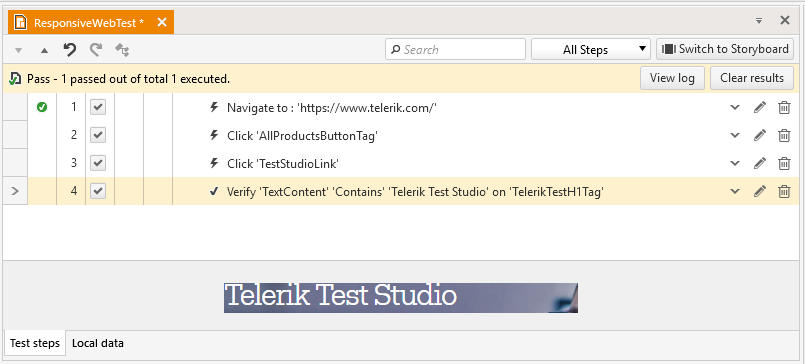 ResponsiveWebTest *
Search
All Steps
Switch to Storyboard
Pass - 1 passed out of total 1 executed.
View log
Clear results
1 Navigate to : 'https://www.telerik.com/'
2 Click 'AllProductsButtonTag'
3 Click 'TestStudioLink'
4 Verify 'TextContent' 'Contains' 'Telerik Test Studio' on 'TelerikTestH1Tag'
Telerik Test Studio
Test steps
Local data